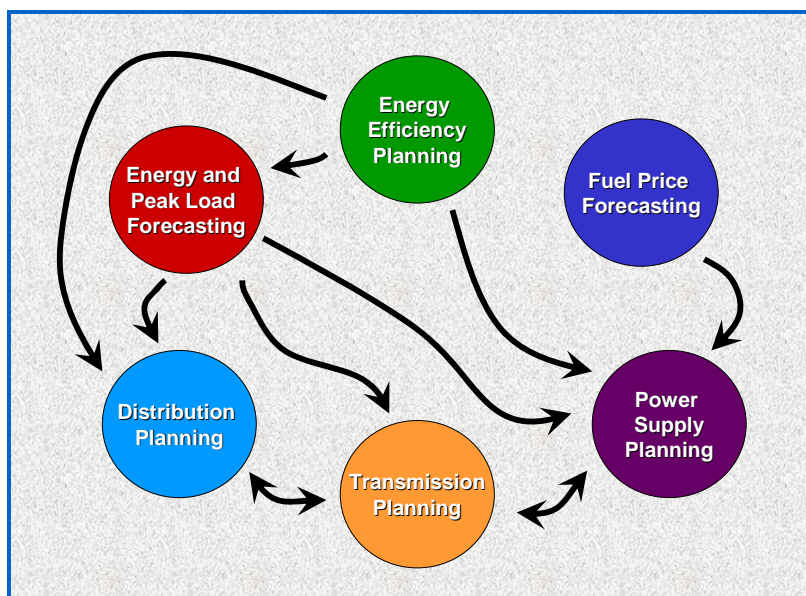 Energy
Efficiency
Planning
Energy and
Peak Load
Forecasting
Fuel Price
Forecasting
Distribution
Planning
Power
Supply
Planning
Transmission
Planning